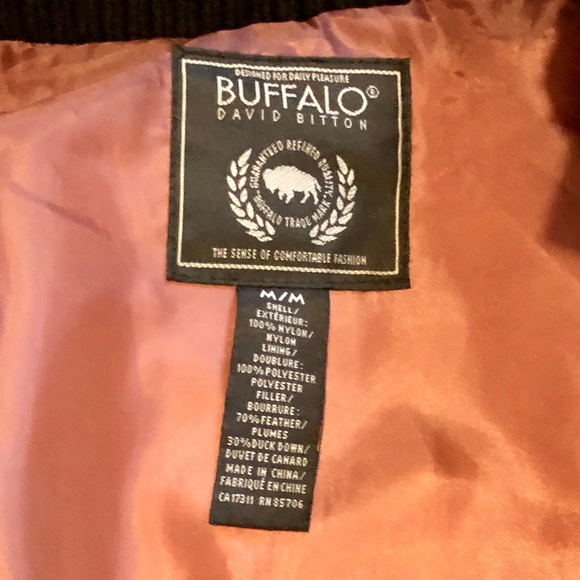 DESIGNED FOR DAILY PLEASURE
BUFFALO®
DAVID BITTON
GUARANTEED REFINED QUALITY
BUFFALO TRADE MARK
THE SENSE OF COMFORTABLE FASHION
M/M
SHELL/
EXTÉRIEUR:
100% NYLON/
NYLON
LINING/
DOUBLURE:
100% POLYESTER
POLYESTER
FILLER/
BOURRURE:
70% FEATHER/
PLUMES
30% DUCK DOWN/
DUVET DE CANARD
MADE IN CHINA/
FABRIQUÉ EN CHINE
CA17311 RN 85706